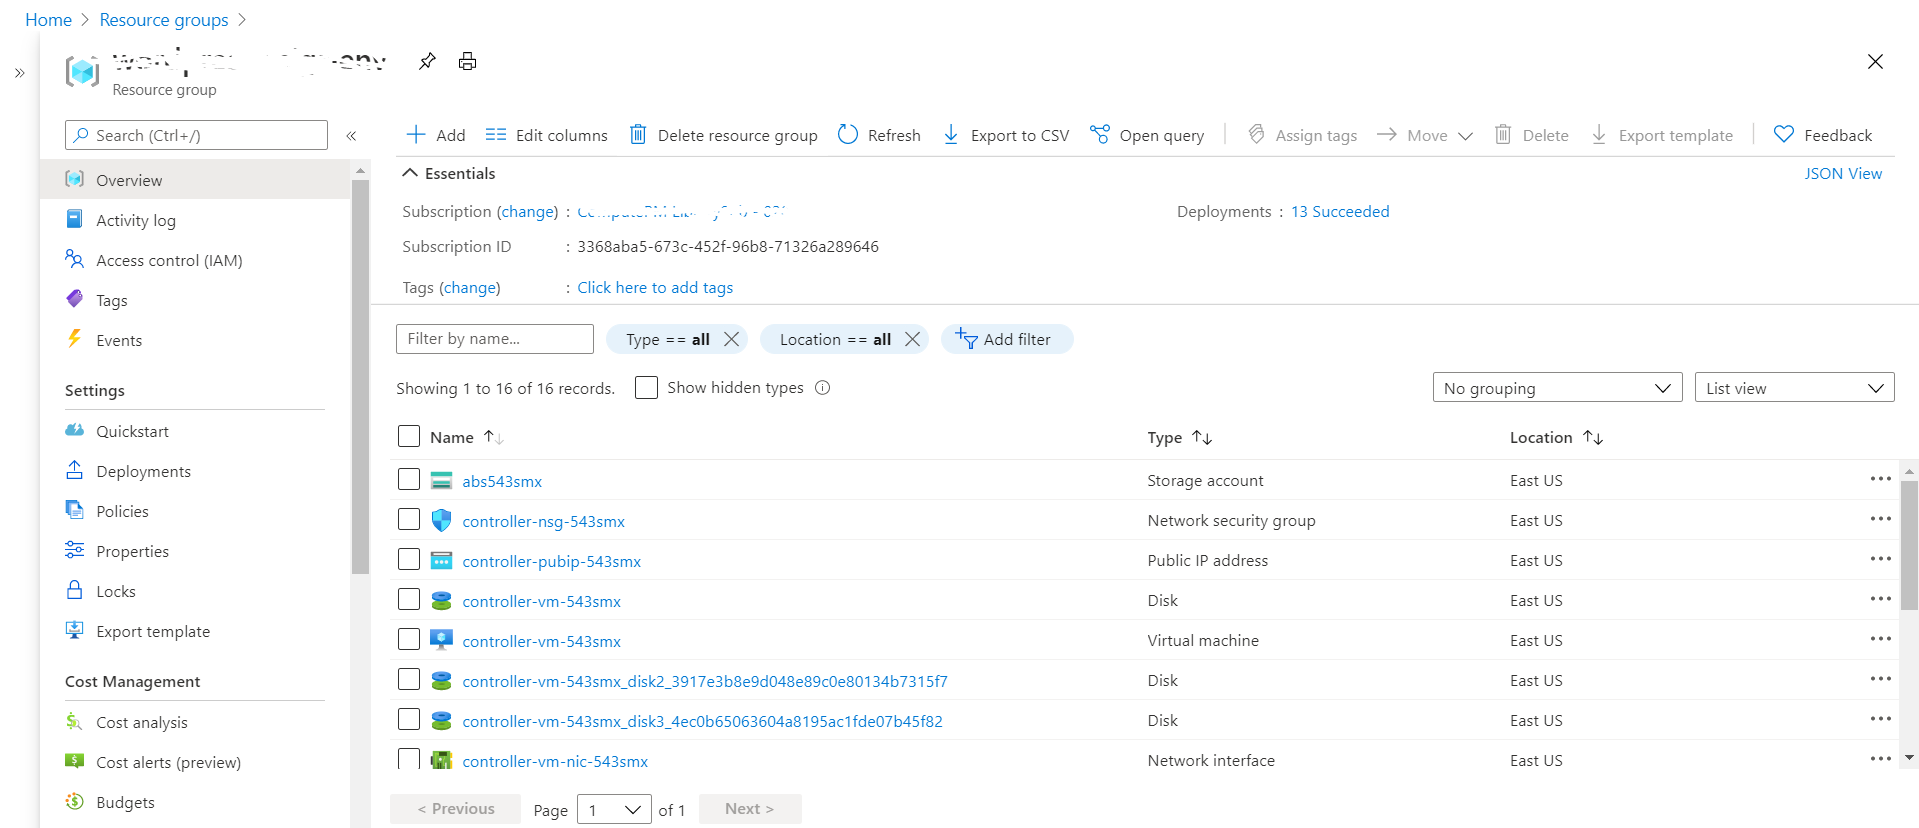 Home > Resource groups >
Resource group
Search (Ctrl+/)
Overview
Activity log
Access control (IAM)
Tags
Events
Settings
Quickstart
Deployments
Policies
Properties
Locks
Export template
Cost Management
Cost analysis
Cost alerts (preview)
Budgets
Add Edit columns Delete resource group Refresh Export to CSV Open query Assign tags Move Delete Export template Feedback
Essentials JSON View
Subscription (change) : Deployments : 13 Succeeded
Subscription ID : 3368aba5-673c-452f-96b8-71326a289646
Tags (change) : Click here to add tags
Filter by name... Type == all Location == all Add filter
Showing 1 to 16 of 16 records. Show hidden types No grouping List view
Name Type Location
abs543smx Storage account East US
controller-nsg-543smx Network security group East US
controller-pubip-543smx Public IP address East US
controller-vm-543smx Disk East US
controller-vm-543smx Virtual machine East US
controller-vm-543smx_disk2_3917e3b8e9d048e89c0e80134b7315f7 Disk East US
controller-vm-543smx_disk3_4ec0b65063604a8195ac1fde07b45f82 Disk East US
controller-vm-nic-543smx Network interface East US
< Previous Page 1 of 1 Next >